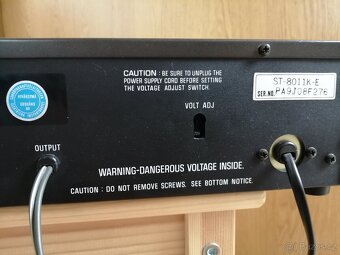 CAUTION : BE SURE TO UNPLUG THE
POWER SUPPLY CORD BEFORE SETTING
THE VOLTAGE ADJUST SWITCH.
ST-8011K-E
SER.NO. PA9J08F276
VOLT ADJ
OUTPUT
WARNING-DANGEROUS VOLTAGE INSIDE.
CAUTION : DO NOT REMOVE SCREWS. SEE BOTTOM NOTICE.